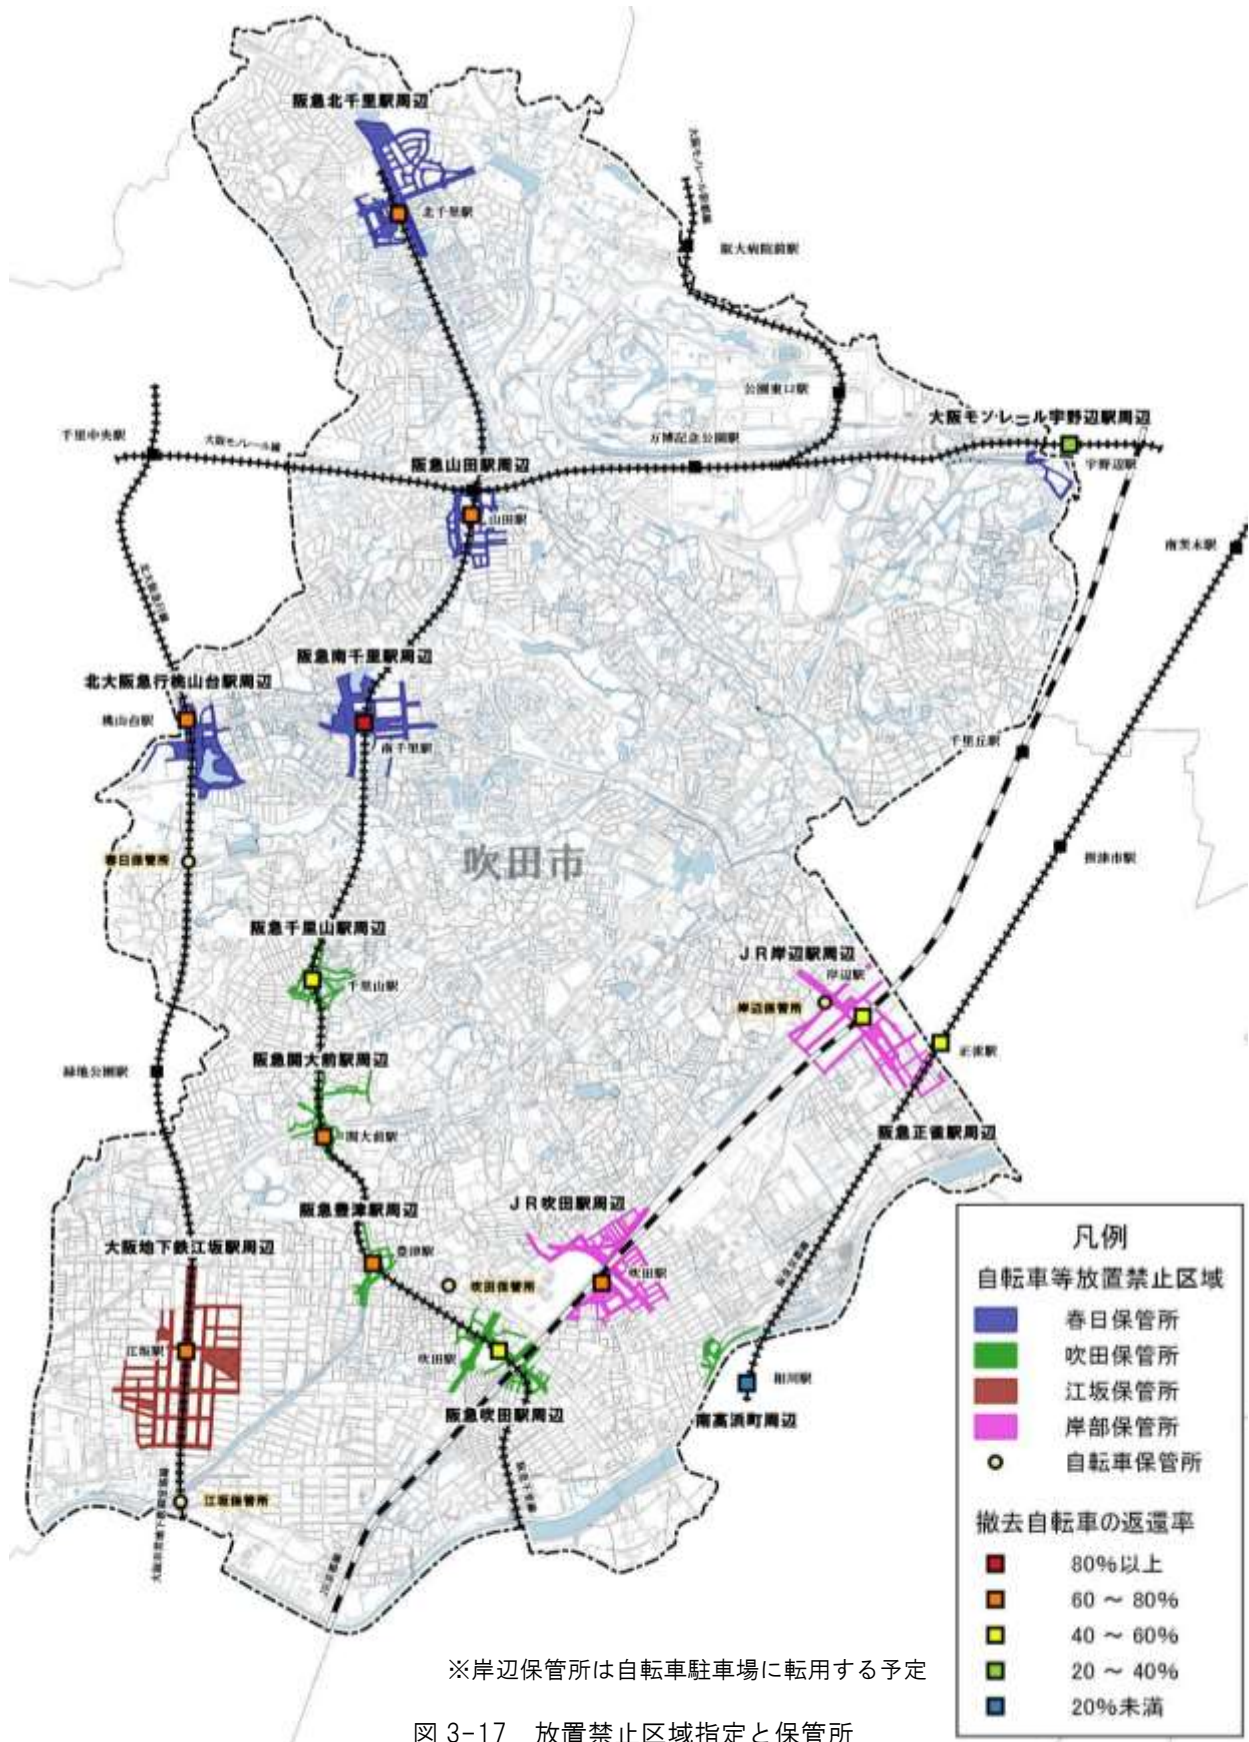 阪急北千里駅周辺
北千里駅
阪大病院前駅
公園東口駅
大阪モノレール宇野辺駅周辺
千里中央駅
大阪モノレール線
万博記念公園駅
宇野辺駅
阪急山田駅周辺
山田駅
南茨木駅
阪急南千里駅周辺
北大阪急行桃山台駅周辺
桃山台駅
南千里駅
千里丘駅
摂津市駅
吹田市
春日保管所
阪急千里山駅周辺
千里山駅
JR岸辺駅周辺
岸辺駅
岸辺保管所
正雀駅
緑地公園駅
阪急関大前駅周辺
関大前駅
阪急正雀駅周辺
JR吹田駅周辺
吹田駅
阪急豊津駅周辺
豊津駅
大阪地下鉄江坂駅周辺
吹田保管所
江坂駅
吹田駅
相川駅
阪急吹田駅周辺
南高浜町周辺
江坂保管所
凡例
自転車等放置禁止区域
春日保管所
吹田保管所
江坂保管所
岸部保管所
自転車保管所
撤去自転車の返還率
80%以上
60 ～ 80%
40 ～ 60%
20 ～ 40%
20%未満
※岸辺保管所は自転車駐車場に転用する予定
図 3-17 放置禁止区域指定と保管所